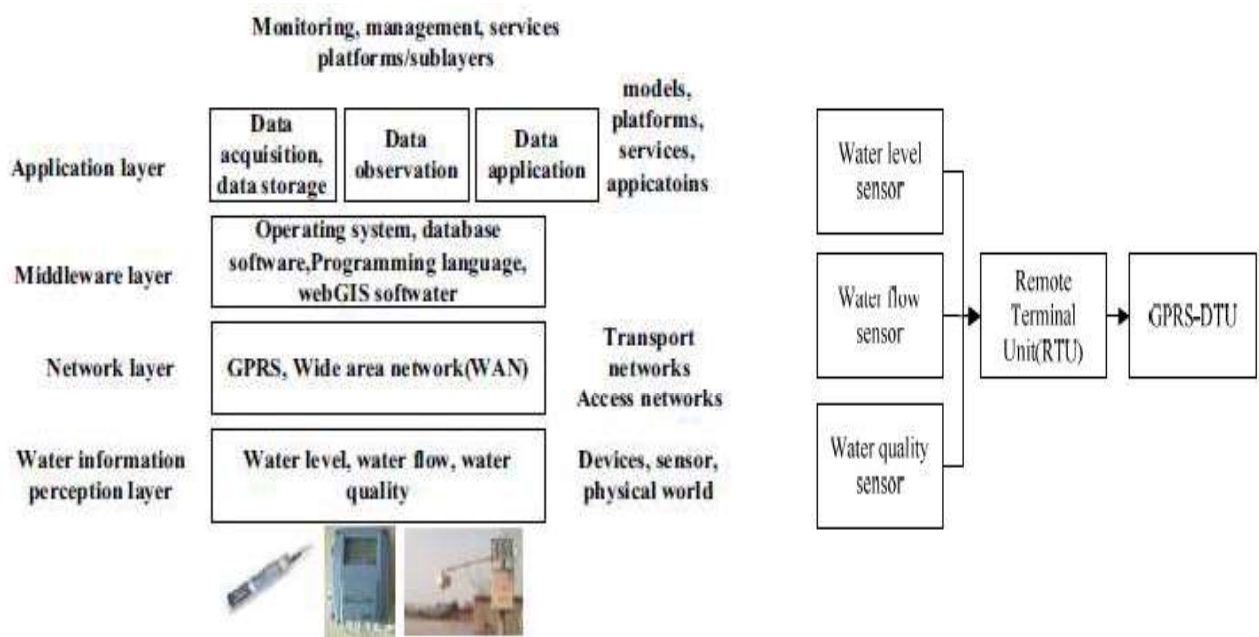 Monitoring, management, services
platforms/sublayers
models,
platforms,
services,
appicatoins
Application layer
Data
acquisition,
data storage
Data
observation
Data
application
Middleware layer
Operating system, database
software,Programming language,
webGIS softwater
Network layer
GPRS, Wide area network(WAN)
Transport
networks
Access networks
Water information
perception layer
Water level, water flow, water
quality
Devices, sensor,
physical world
Water level
sensor
Water flow
sensor
Water quality
sensor
Remote
Terminal
Unit(RTU)
GPRS-DTU